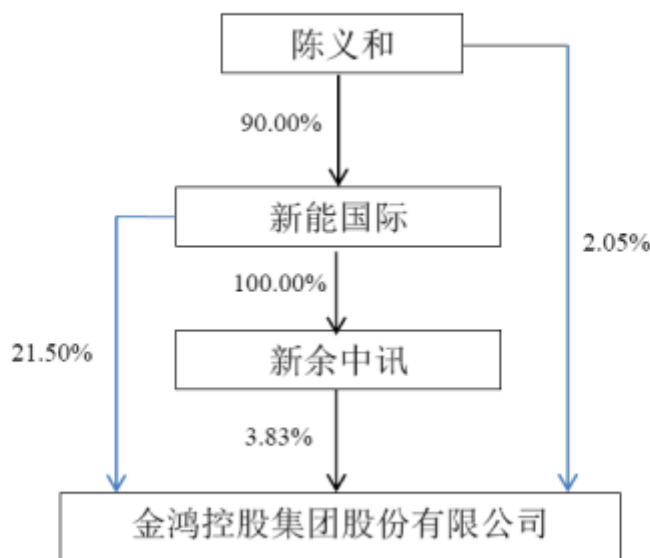 陈义和
90.00%
新能国际
2.05%
100.00%
21.50%
新余中讯
3.83%
金鸿控股集团股份有限公司